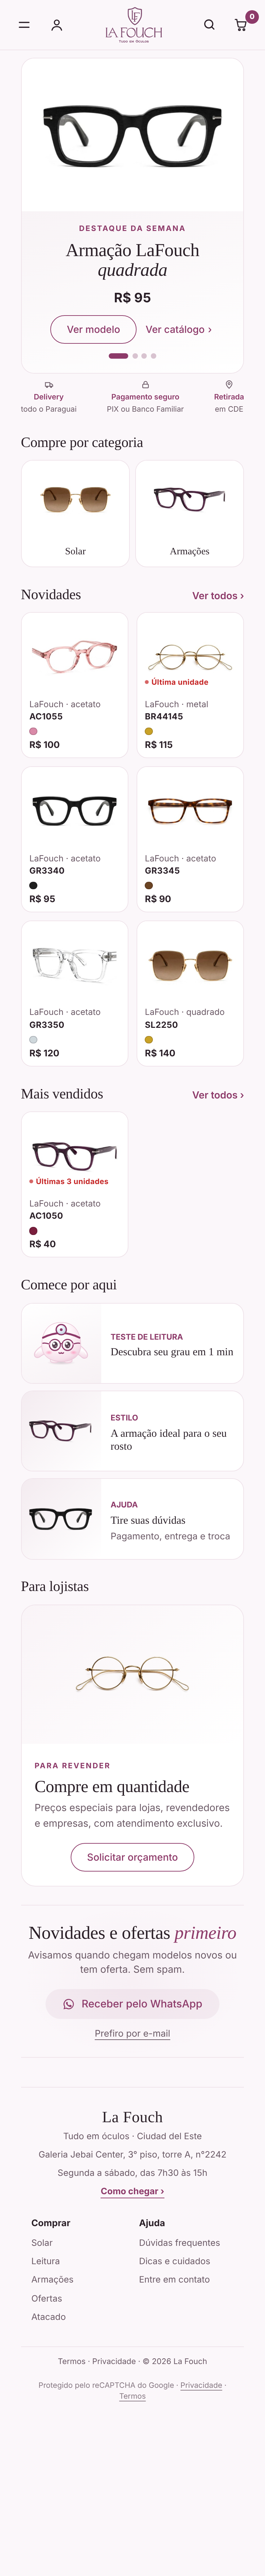 0
LA FOUCH
Tudo em Óculos
DESTAQUE DA SEMANA
Armação LaFouch
quadrada
R$ 95
Ver modelo
Ver catálogo ›
Delivery
todo o Paraguai
Pagamento seguro
PIX ou Banco Familiar
Retirada
em CDE
Compre por categoria
Solar
Armações
Novidades
Ver todos ›
LaFouch · acetato
AC1055
R$ 100
Última unidade
LaFouch · metal
BR44145
R$ 115
LaFouch · acetato
GR3340
R$ 95
LaFouch · acetato
GR3345
R$ 90
LaFouch · acetato
GR3350
R$ 120
LaFouch · quadrado
SL2250
R$ 140
Mais vendidos
Ver todos ›
Últimas 3 unidades
LaFouch · acetato
AC1050
R$ 40
Comece por aqui
TESTE DE LEITURA
Descubra seu grau em 1 min
ESTILO
A armação ideal para o seu
rosto
AJUDA
Tire suas dúvidas
Pagamento, entrega e troca
Para lojistas
PARA REVENDER
Compre em quantidade
Preços especiais para lojas, revendedores
e empresas, com atendimento exclusivo.
Solicitar orçamento
Novidades e ofertas primeiro
Avisamos quando chegam modelos novos ou
tem oferta. Sem spam.
Receber pelo WhatsApp
Prefiro por e-mail
La Fouch
Tudo em óculos · Ciudad del Este
Galeria Jebai Center, 3° piso, torre A, n°2242
Segunda a sábado, das 7h30 às 15h
Como chegar ›
Comprar
Solar
Leitura
Armações
Ofertas
Atacado
Ajuda
Dúvidas frequentes
Dicas e cuidados
Entre em contato
Termos · Privacidade · © 2026 La Fouch
Protegido pelo reCAPTCHA do Google · Privacidade ·
Termos